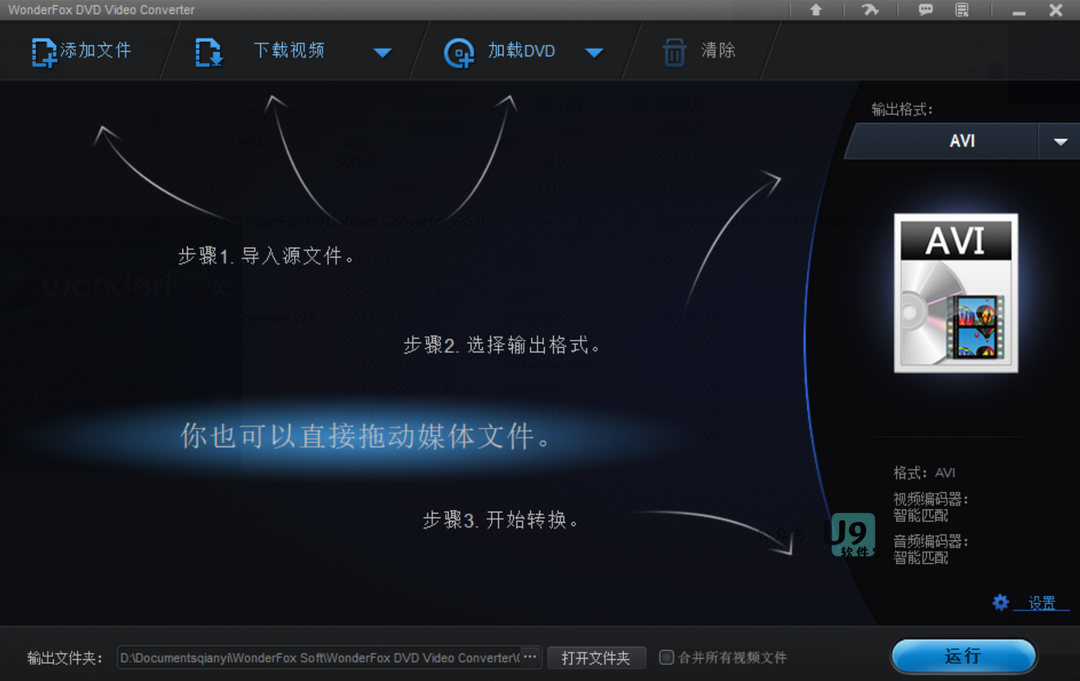 WonderFox DVD Video Converter
添加文件
下载视频
加载DVD
清除
输出格式:
AVI
AVI
步骤1. 导入源文件。
wonderfox
步骤2. 选择输出格式。
你也可以直接拖动媒体文件。
格式: AVI
视频编码器:
智能匹配
步骤3. 开始转换。
U9
软件
音频编码器:
智能匹配
设置
输出文件夹:
D:\Documentsqianyi\WonderFox Soft\WonderFox DVD Video Converter\
...
打开文件夹
合并所有视频文件
运行